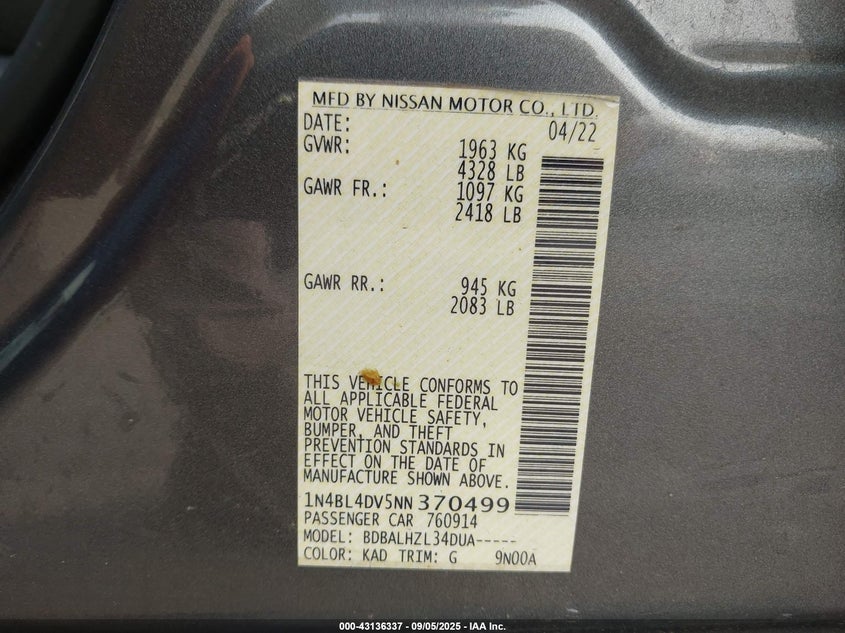 MFD BY NISSAN MOTOR CO., LTD.
DATE: 04/22
GVWR: 1963 KG
4328 LB
GAWR FR.: 1097 KG
2418 LB
GAWR RR.: 945 KG
2083 LB
THIS VEHICLE CONFORMS TO
ALL APPLICABLE FEDERAL
MOTOR VEHICLE SAFETY,
BUMPER, AND THEFT
PREVENTION STANDARDS IN
EFFECT ON THE DATE OF
MANUFACTURE SHOWN ABOVE.
1N4BL4DV5NN370499
PASSENGER CAR 760914
MODEL: BDBALHZL34DUA-----
COLOR: KAD TRIM: G 9N00A
000-43136337 - 09/05/2025 - IAA Inc.